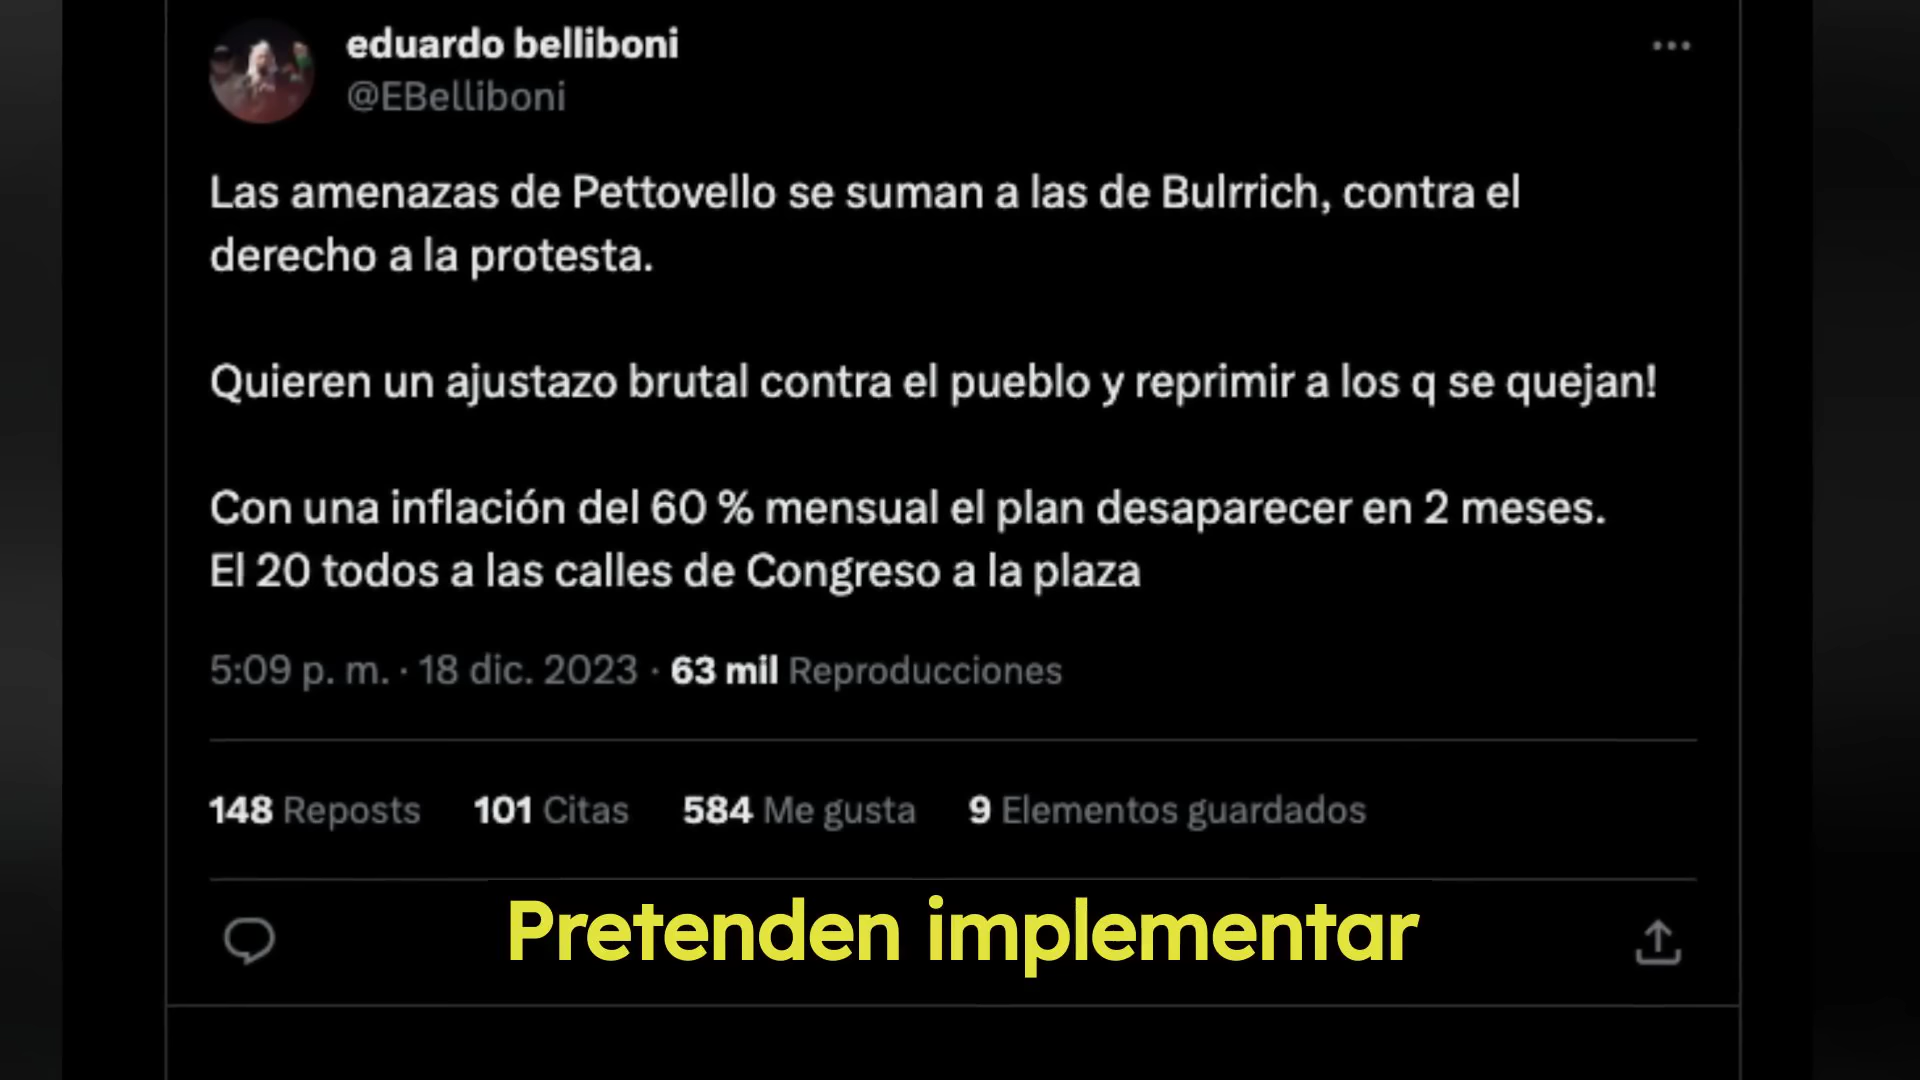 eduardo belliboni
@EBelliboni
Las amenazas de Pettovello se suman a las de Bulrrich, contra el
derecho a la protesta.
Quieren un ajustazo brutal contra el pueblo y reprimir a los q se quejan!
Con una inflación del 60 % mensual el plan desaparecer en 2 meses.
El 20 todos a las calles de Congreso a la plaza
5:09 p. m. · 18 dic. 2023 · 63 mil Reproducciones
148 Reposts 101 Citas 584 Me gusta 9 Elementos guardados
Pretenden implementar